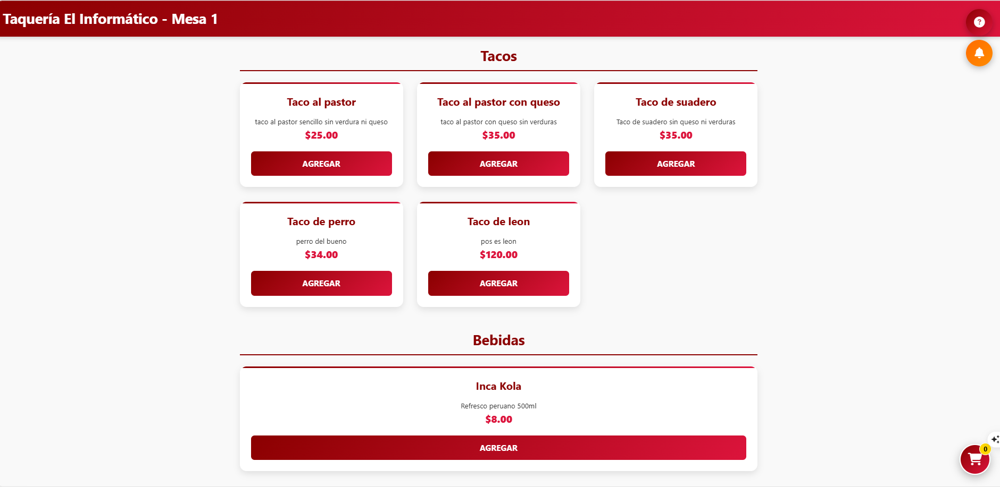 Taquería El Informático - Mesa 1
?
Tacos
Taco al pastor
taco al pastor sencillo sin verdura ni queso
$25.00
AGREGAR
Taco al pastor con queso
taco al pastor con queso sin verduras
$35.00
AGREGAR
Taco de suadero
Taco de suadero sin queso ni verduras
$35.00
AGREGAR
Taco de perro
perro del bueno
$34.00
AGREGAR
Taco de leon
pos es leon
$120.00
AGREGAR
Bebidas
Inca Kola
Refresco peruano 500ml
$8.00
AGREGAR
0